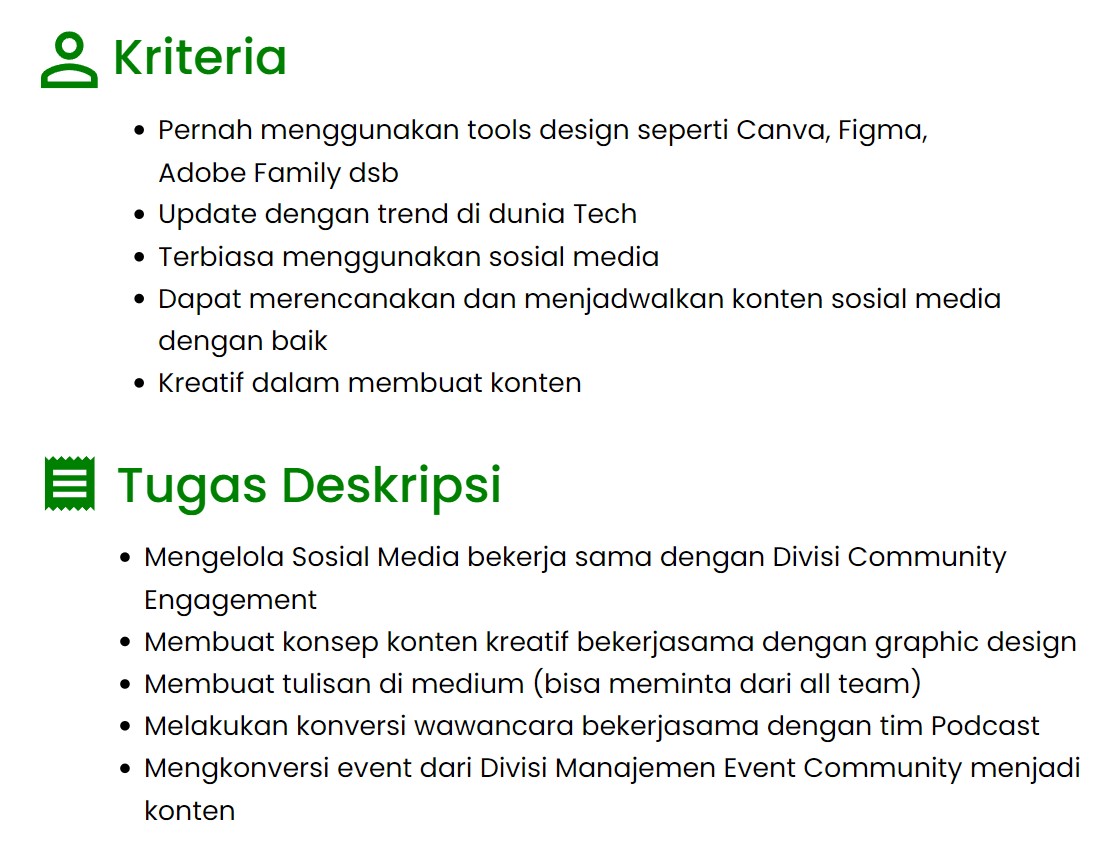 Kriteria
• Pernah menggunakan tools design seperti Canva, Figma,
Adobe Family dsb
• Update dengan trend di dunia Tech
• Terbiasa menggunakan sosial media
• Dapat merencanakan dan menjadwalkan konten sosial media
dengan baik
• Kreatif dalam membuat konten
Tugas Deskripsi
• Mengelola Sosial Media bekerja sama dengan Divisi Community
Engagement
• Membuat konsep konten kreatif bekerjasama dengan graphic design
• Membuat tulisan di medium (bisa meminta dari all team)
• Melakukan konversi wawancara bekerjasama dengan tim Podcast
• Mengkonversi event dari Divisi Manajemen Event Community menjadi
konten